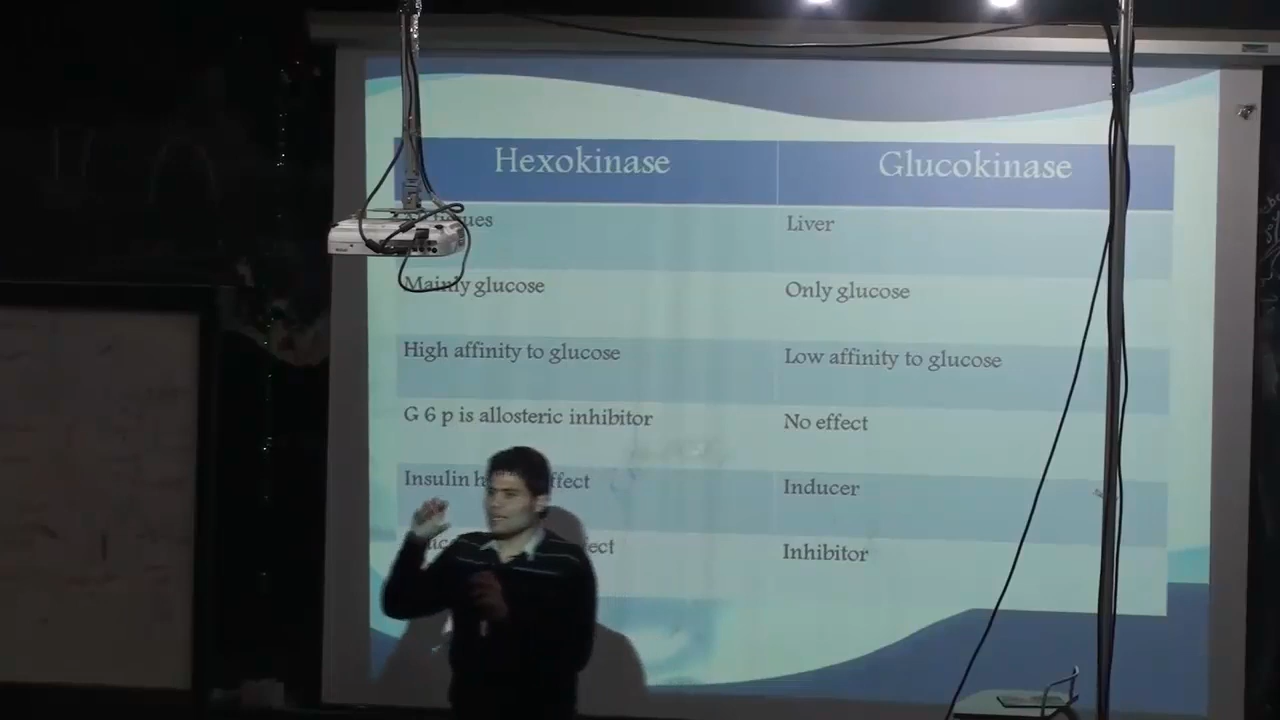 Hexokinase Glucokinase
Liver
Mainly glucose Only glucose
High affinity to glucose Low affinity to glucose
G 6 p is allosteric inhibitor No effect
Insulin Inducer
Inhibitor